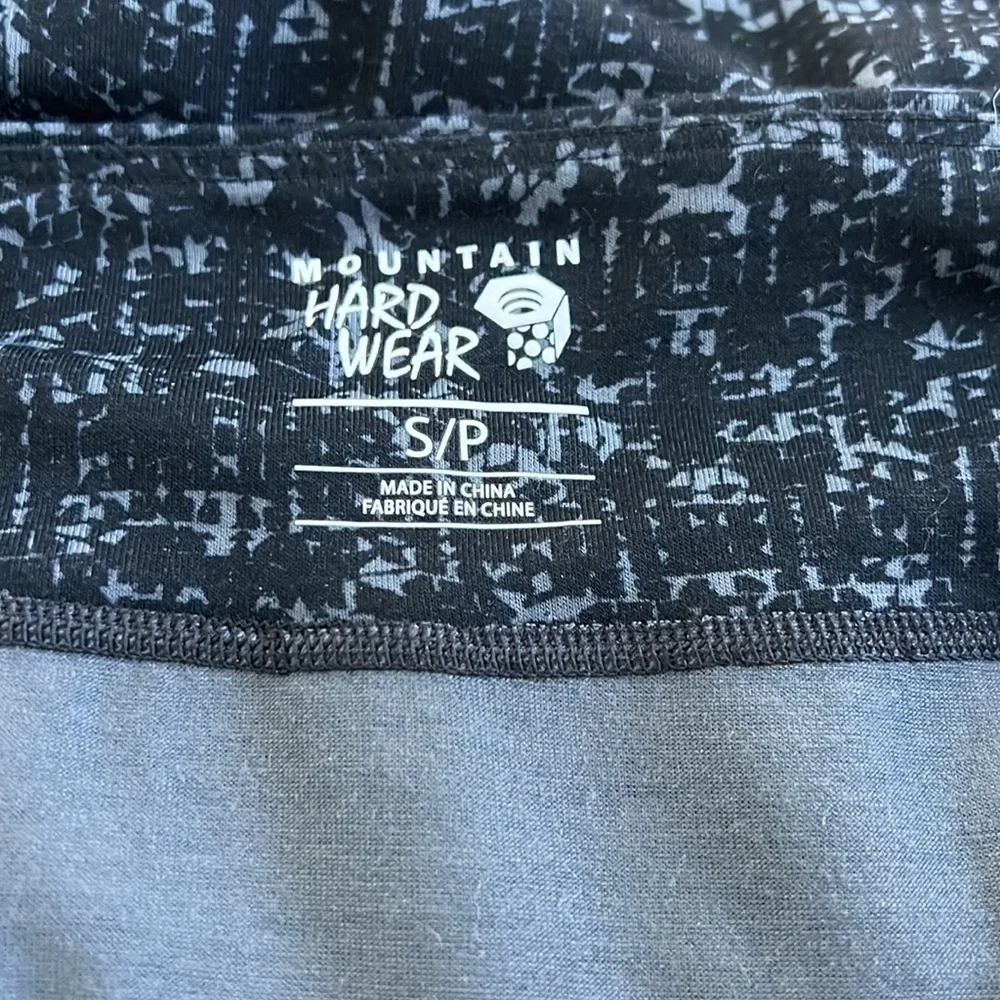 MOUNTAIN
HARD
WEAR
S/P
MADE IN CHINA
FABRIQUÉ EN CHINE